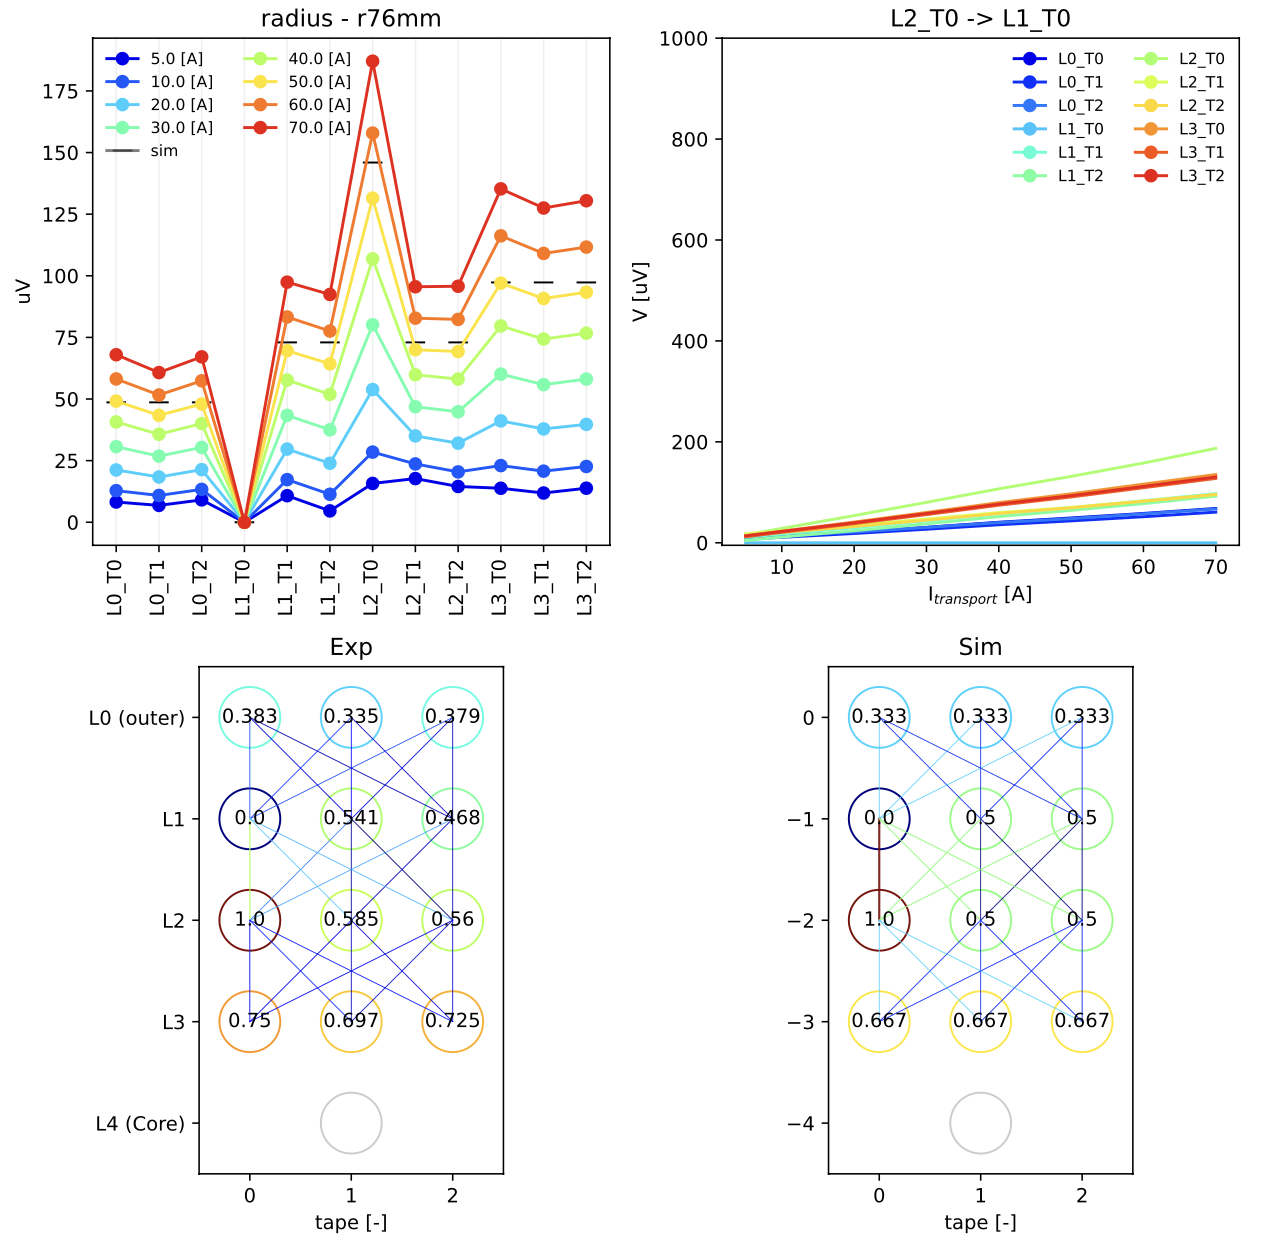 radius - r76mm
175
150
125
100
75
50
25
0
uV
5.0 [A]
10.0 [A]
20.0 [A]
30.0 [A]
sim
40.0 [A]
50.0 [A]
60.0 [A]
70.0 [A]
L0_T0
L0_T1
L0_T2
L1_T0
L1_T1
L1_T2
L2_T0
L2_T1
L2_T2
L3_T0
L3_T1
L3_T2
L2_T0 -> L1_T0
1000
800
600
400
200
0
V [uV]
L0_T0
L0_T1
L0_T2
L1_T0
L1_T1
L1_T2
L2_T0
L2_T1
L2_T2
L3_T0
L3_T1
L3_T2
10 20 30 40 50 60 70
Itransport [A]
Exp
L0 (outer) 0.383 0.335 0.379
L1 0.0 0.541 0.468
L2 1.0 0.585 0.56
L3 0.75 0.697 0.725
L4 (Core)
0 1 2
tape [-]
Sim
0 0.333 0.333 0.333
−1 0.0 0.5 0.5
−2 1.0 0.5 0.5
−3 0.667 0.667 0.667
−4
0 1 2
tape [-]